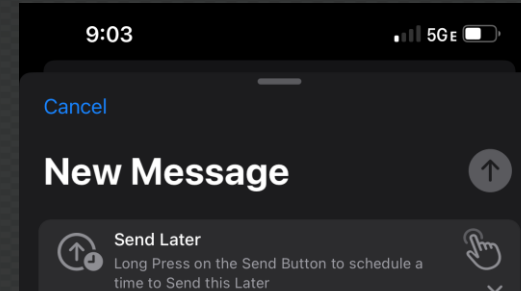 9:03 5GE
Cancel
New Message
Send Later
Long Press on the Send Button to schedule a
time to Send this Later